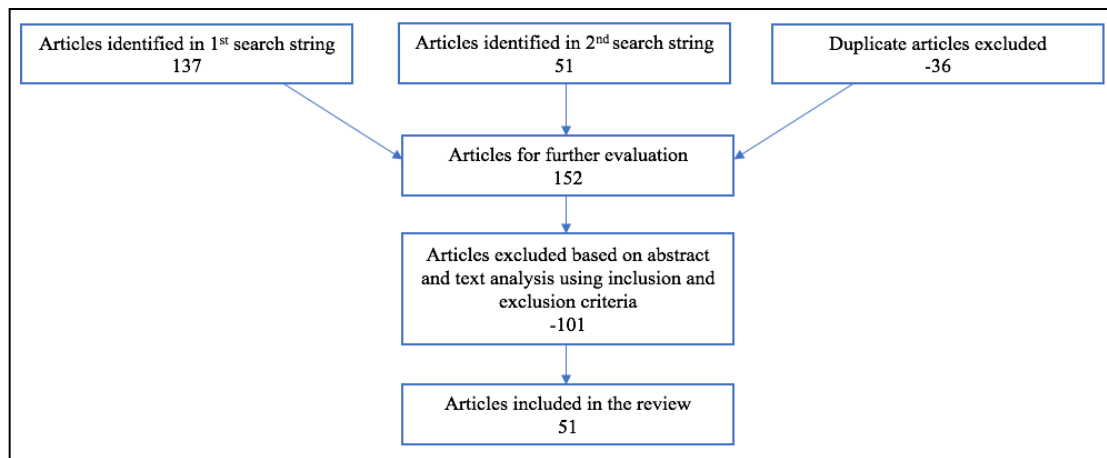 Articles identified in 1st search string
137
Articles identified in 2nd search string
51
Duplicate articles excluded
-36
Articles for further evaluation
152
Articles excluded based on abstract
and text analysis using inclusion and
exclusion criteria
-101
Articles included in the review
51